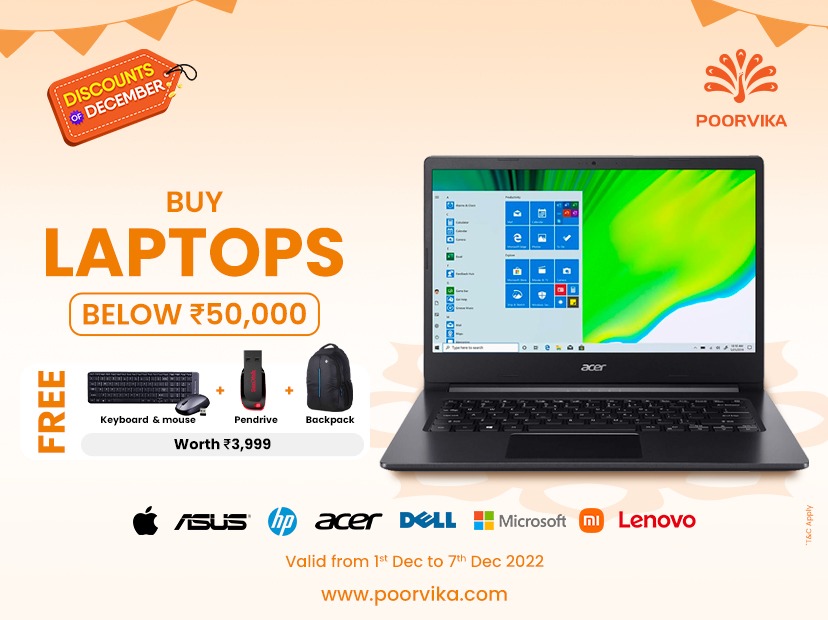 DISCOUNTS
OF DECEMBER
POORVIKA
BUY
LAPTOPS
BELOW ₹50,000
FREE
Keyboard & mouse + Pendrive + Backpack
Worth ₹3,999
acer
ASUS hp acer DELL Microsoft mi Lenovo
Valid from 1st Dec to 7th Dec 2022
www.poorvika.com
*T&C Apply